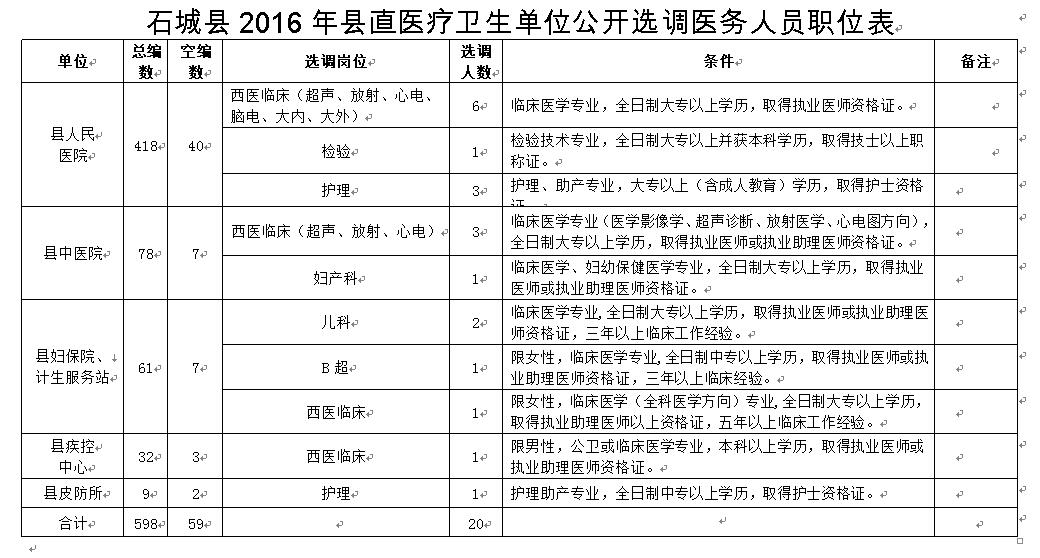 石城县2016年县直医疗卫生单位公开选调医务人员职位表
单位 总编数 空编数 选调岗位 选调人数 条件 备注
县人民医院 418 40 西医临床（超声、放射、心电、脑电、大内、大外） 6 临床医学专业，全日制大专以上学历，取得执业医师资格证。
检验 1 检验技术专业，全日制大专以上并获本科学历，取得技士以上职称证。
护理 3 护理、助产专业，大专以上（含成人教育）学历，取得护士资格证
县中医院 78 7 西医临床（超声、放射、心电） 3 临床医学专业（医学影像学、超声诊断、放射医学、心电图方向），全日制大专以上学历，取得执业医师或执业助理医师资格证。
妇产科 1 临床医学、妇幼保健医学专业，全日制大专以上学历，取得执业医师或执业助理医师资格证。
县妇保院、计生服务站 61 7 儿科 2 临床医学专业,全日制大专以上学历，取得执业医师或执业助理医师资格证，三年以上临床工作经验。
B超 1 限女性，临床医学专业,全日制中专以上学历，取得执业医师或执业助理医师资格证，三年以上临床经验。
西医临床 1 限女性，临床医学（全科医学方向）专业,全日制大专以上学历，取得执业助理医师以上资格证，五年以上临床工作经验。
县疾控中心 32 3 西医临床 1 限男性，公卫或临床医学专业，本科以上学历，取得执业医师或执业助理医师资格证。
县皮防所 9 2 护理 1 护理助产专业，全日制中专以上学历，取得护士资格证。
合计 598 59 20